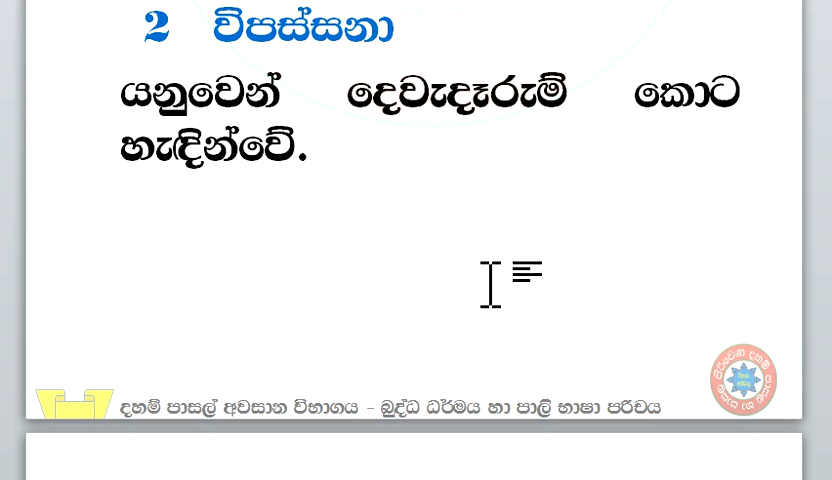 2 විපස්සනා
යනුවෙන් දෙවැදෑරුම් කොට
හැඳින්වේ.
දහම් පාසල් අවසාන විභාගය - බුද්ධ ධර්මය හා පාලි භාෂා පරිචය